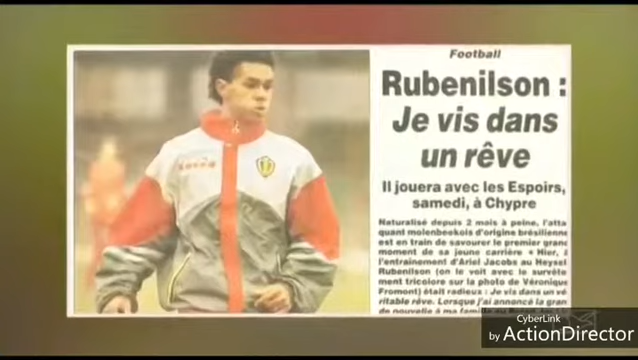 Football
Rubenilson :
Je vis dans
un rêve
Il jouera avec les Espoirs,
samedi, à Chypre
Naturalisé depuis 2 mois à peine, l'atta
quant molenbeekois d'origine brésilienne
est en train de savourer le premier grand
moment de sa jeune carrière « Hier, à
l'entraînement d'Ariel Jacobs au Heysel
Rubenilson (on le voit avec le survête
ment tricolore sur la photo de Véronique
Fromont) était radieux : Je vis dans un vé
ritable rêve. Lorsque j'ai annoncé la gran
de nouvelle à ma
CyberLink
by ActionDirector